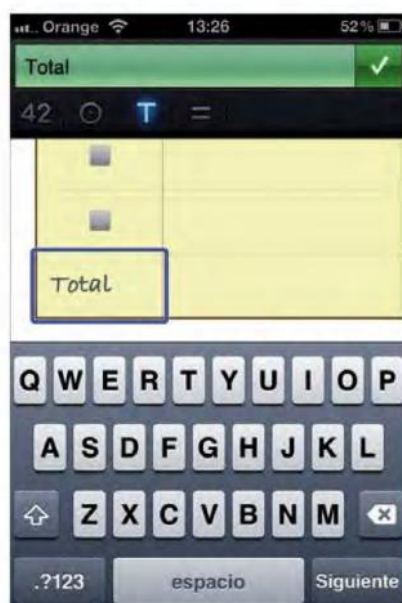 Orange 13:26 52%
Total
42 T =
Total
Q W E R T Y U I O P
A S D F G H J K L
Z X C V B N M
.?123 espacio Siguiente